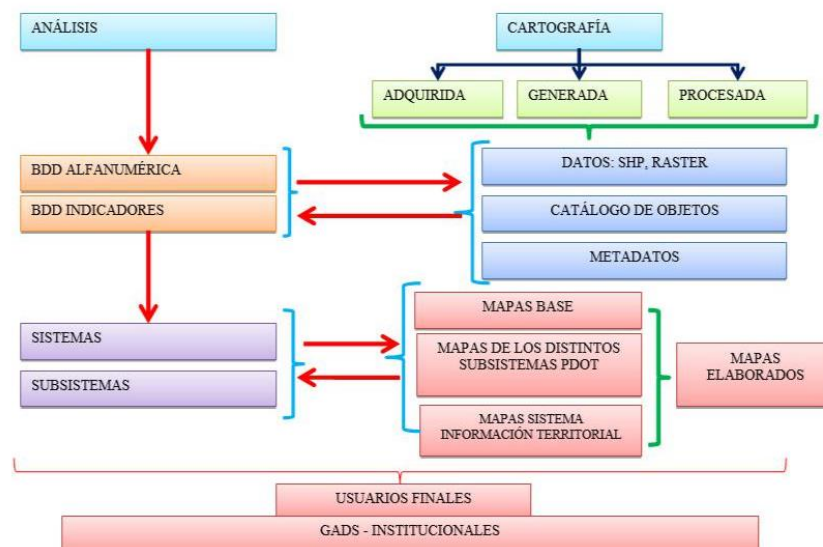 ANÁLISIS
CARTOGRAFÍA
ADQUIRIDA
GENERADA
PROCESADA
BDD ALFANUMÉRICA
BDD INDICADORES
DATOS: SHP, RASTER
CATÁLOGO DE OBJETOS
METADATOS
SISTEMAS
SUBSISTEMAS
MAPAS BASE
MAPAS DE LOS DISTINTOS
SUBSISTEMAS PDOT
MAPAS SISTEMA
INFORMACIÓN TERRITORIAL
MAPAS
ELABORADOS
USUARIOS FINALES
GADS - INSTITUCIONALES